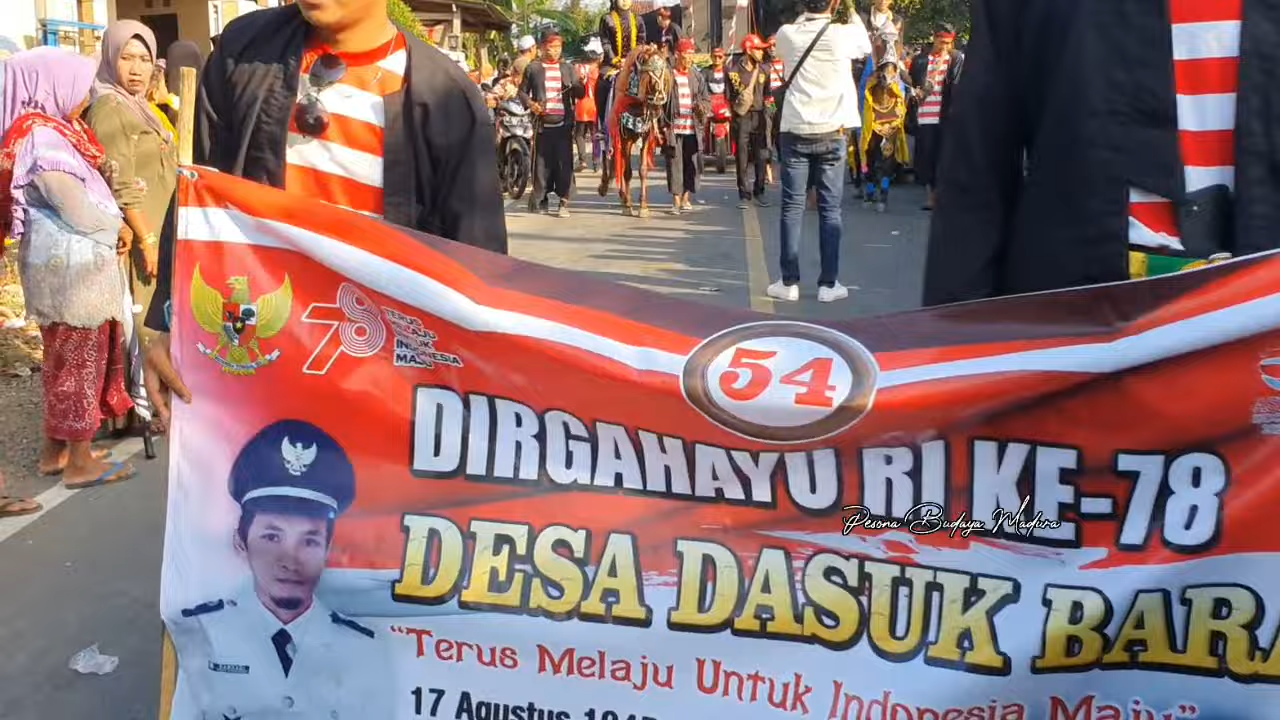 78
TERUS
MELAJU
UNTUK
INDONESIA
MAJU
54
DIRGAHAYU RI KE-78
Pesona Budaya Madura
DESA DASUK BARA
"Terus Melaju Untuk Indonesia Maju"
17 Agustus 1945